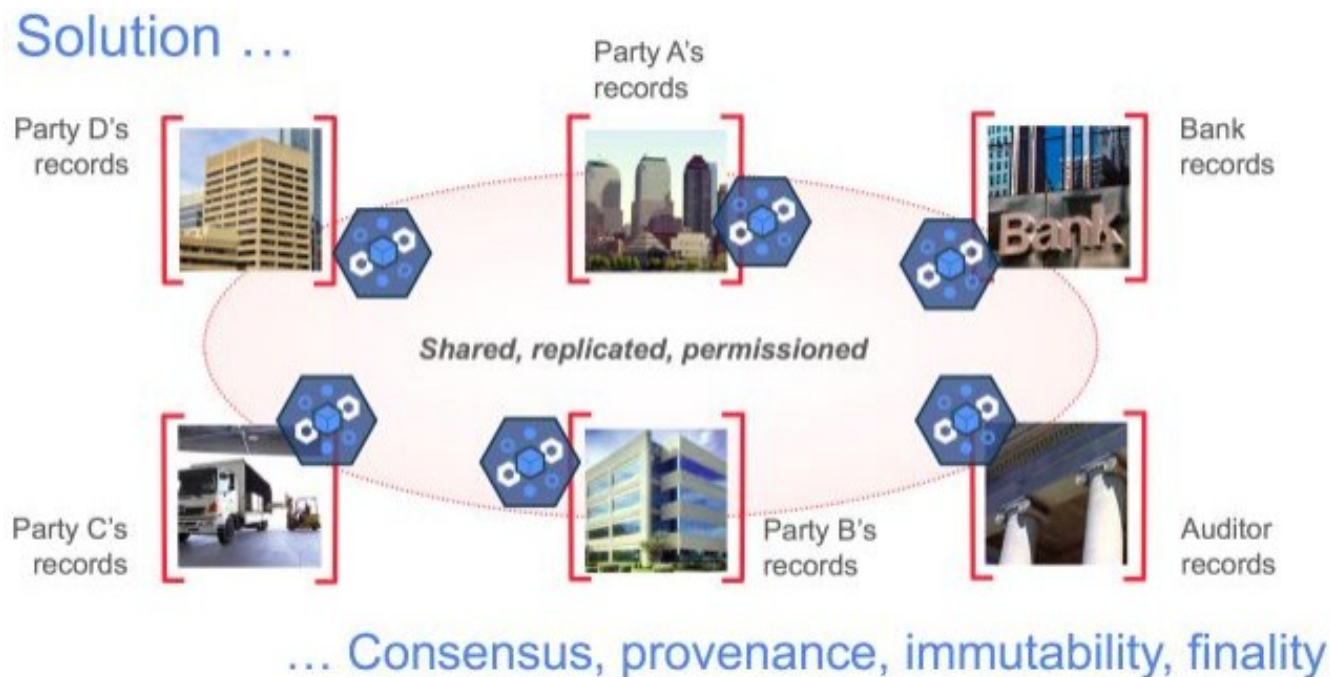 Solution …
Party A's
records
Party D's
records
Bank
records
Bank
Shared, replicated, permissioned
Party C's
records
Party B's
records
Auditor
records
… Consensus, provenance, immutability, finality